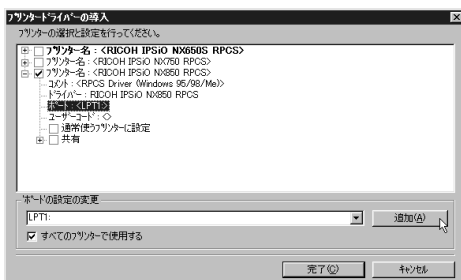 プリンタードライバーの導入
プリンターの選択と設定を行ってください。
プリンター名 : <RICOH IPSiO NX650S RPCS>
プリンター名 : <RICOH IPSiO NX750 RPCS>
プリンター名 : <RICOH IPSiO NX850 RPCS>
コメント : <RPCS Driver (Windows 95/98/Me)>
ドライバー : RICOH IPSiO NX850 RPCS
ポート : <LPT1:>
ユーザーコード : <>
通常使うプリンターに設定
共有
ポートの設定の変更
LPT1:
追加(A)
すべてのプリンターで使用する
完了(C)
キャンセル